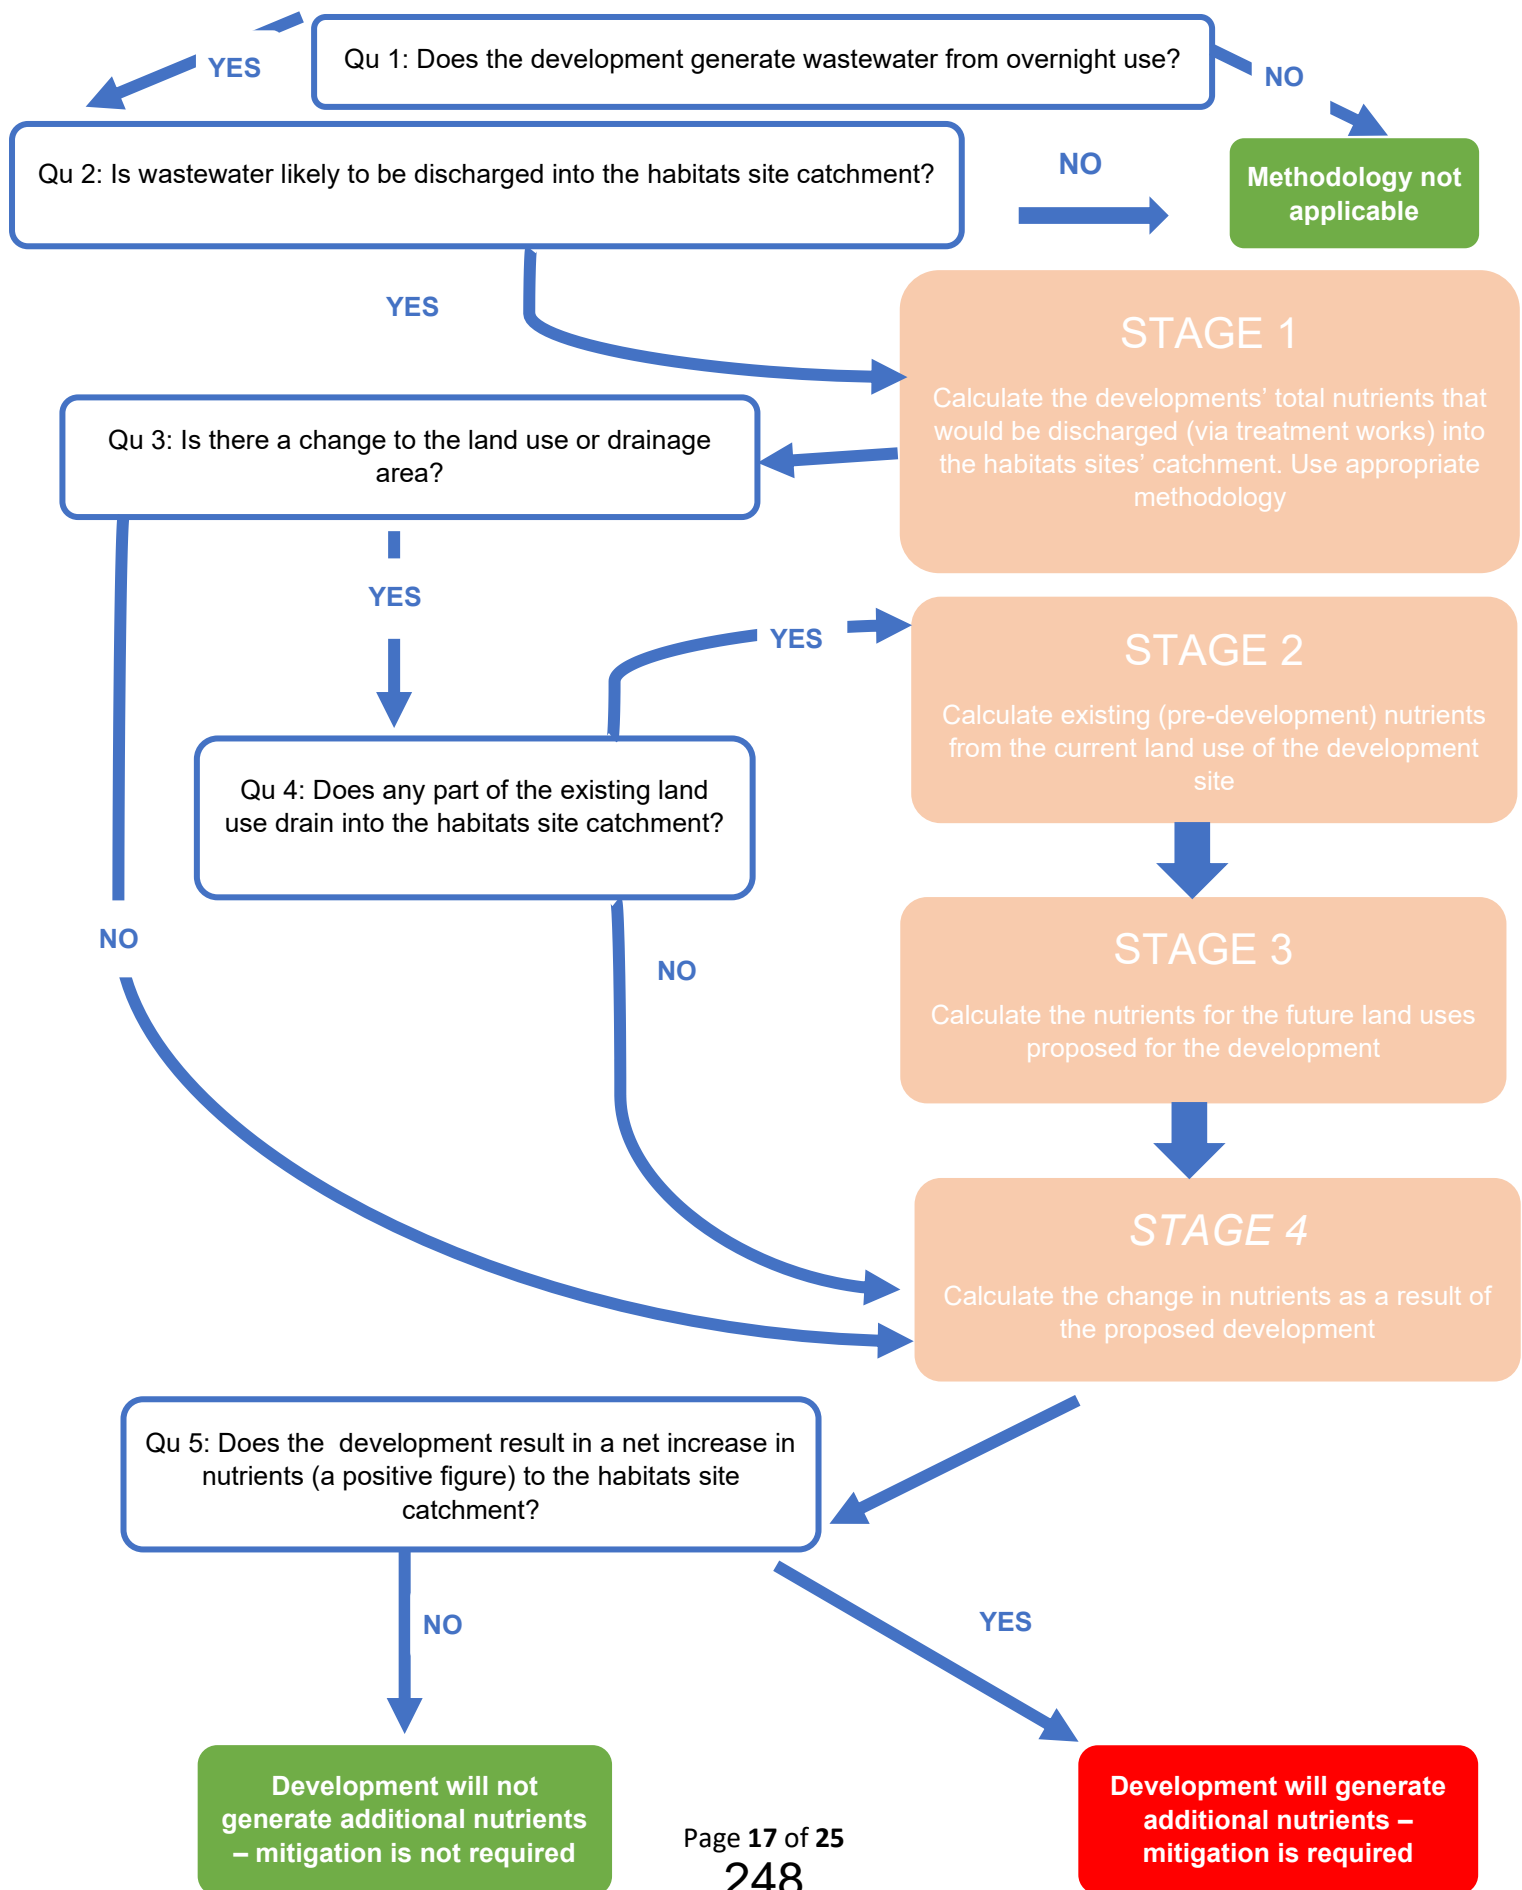 Qu 1: Does the development generate wastewater from overnight use?
YES
NO
Qu 2: Is wastewater likely to be discharged into the habitats site catchment?
NO
Methodology not
applicable
YES
STAGE 1
Calculate the developments’ total nutrients that
would be discharged (via treatment works) into
the habitats sites’ catchment. Use appropriate
methodology
Qu 3: Is there a change to the land use or drainage
area?
YES
YES
STAGE 2
Calculate existing (pre-development) nutrients
from the current land use of the development
site
Qu 4: Does any part of the existing land
use drain into the habitats site catchment?
NO
NO
STAGE 3
Calculate the nutrients for the future land uses
proposed for the development
STAGE 4
Calculate the change in nutrients as a result of
the proposed development
Qu 5: Does the  development result in a net increase in
nutrients (a positive figure) to the habitats site
catchment?
NO
YES
Development will not
generate additional nutrients
– mitigation is not required
Development will generate
additional nutrients –
mitigation is required
Page 17 of 25
248